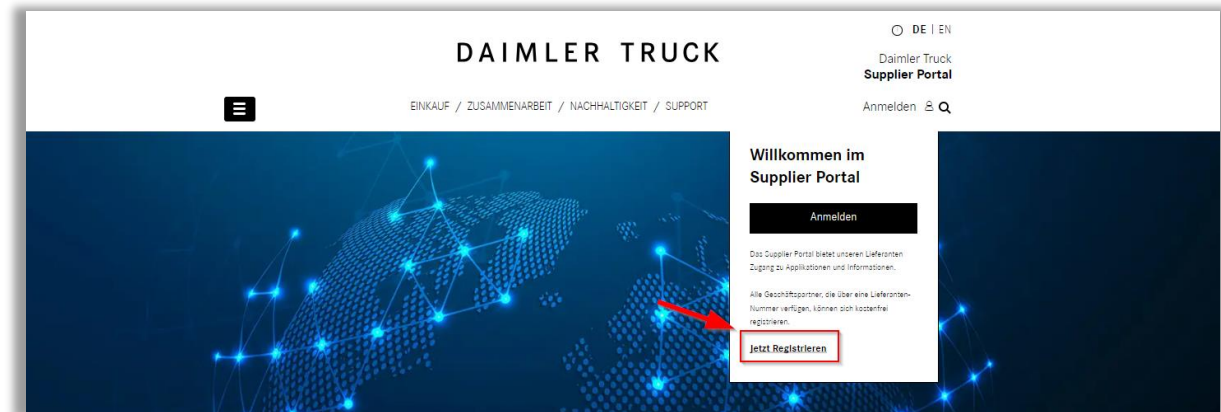 DE | EN
DAIMLER TRUCK
Daimler Truck
Supplier Portal
EINKAUF / ZUSAMMENARBEIT / NACHHALTIGKEIT / SUPPORT
Anmelden
Willkommen im
Supplier Portal
Anmelden
Das Supplier Portal bietet unseren Lieferanten
Zugang zu Applikationen und Informationen.
Alle Geschäftspartner, die über eine Lieferanten-
Nummer verfügen, können sich kostenfrei
registrieren.
Jetzt Registrieren